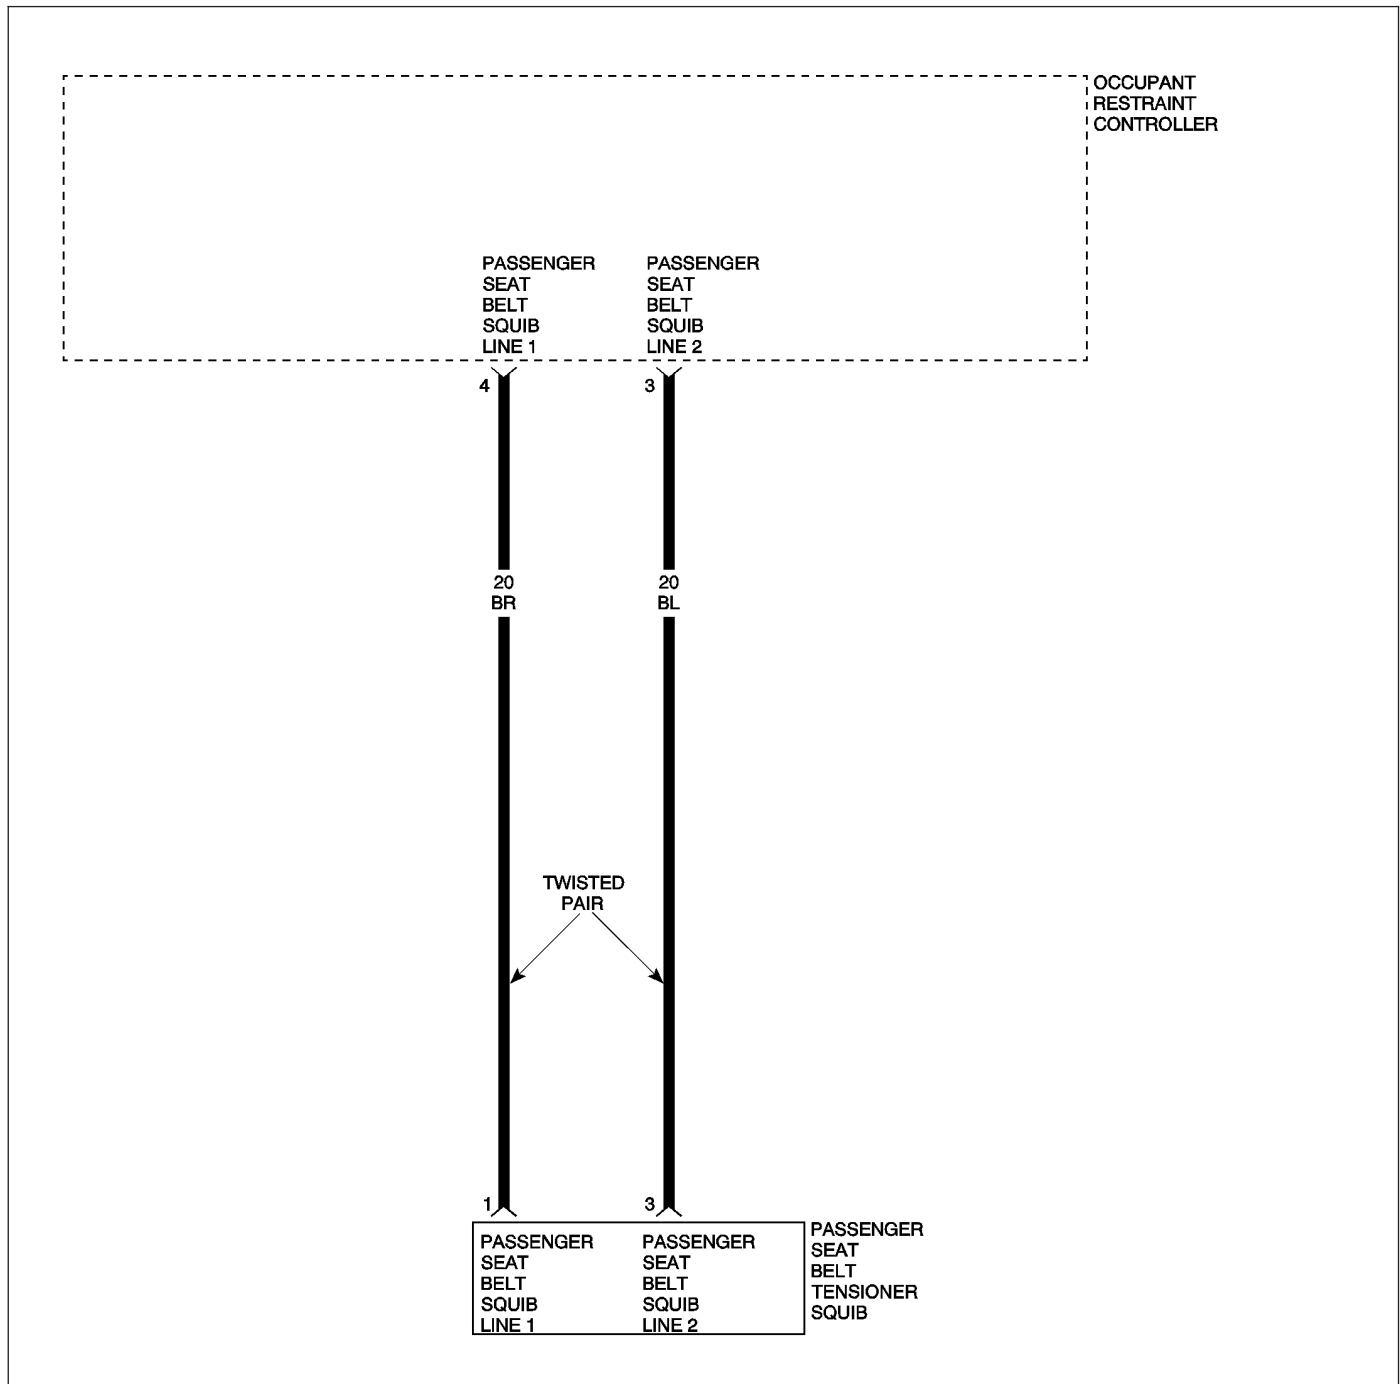 OCCUPANT
RESTRAINT
CONTROLLER
PASSENGER
SEAT
BELT
SQUIB
LINE 1
PASSENGER
SEAT
BELT
SQUIB
LINE 2
4
3
20
BR
20
BL
TWISTED
PAIR
1
3
PASSENGER
SEAT
BELT
SQUIB
LINE 1
PASSENGER
SEAT
BELT
SQUIB
LINE 2
PASSENGER
SEAT
BELT
TENSIONER
SQUIB